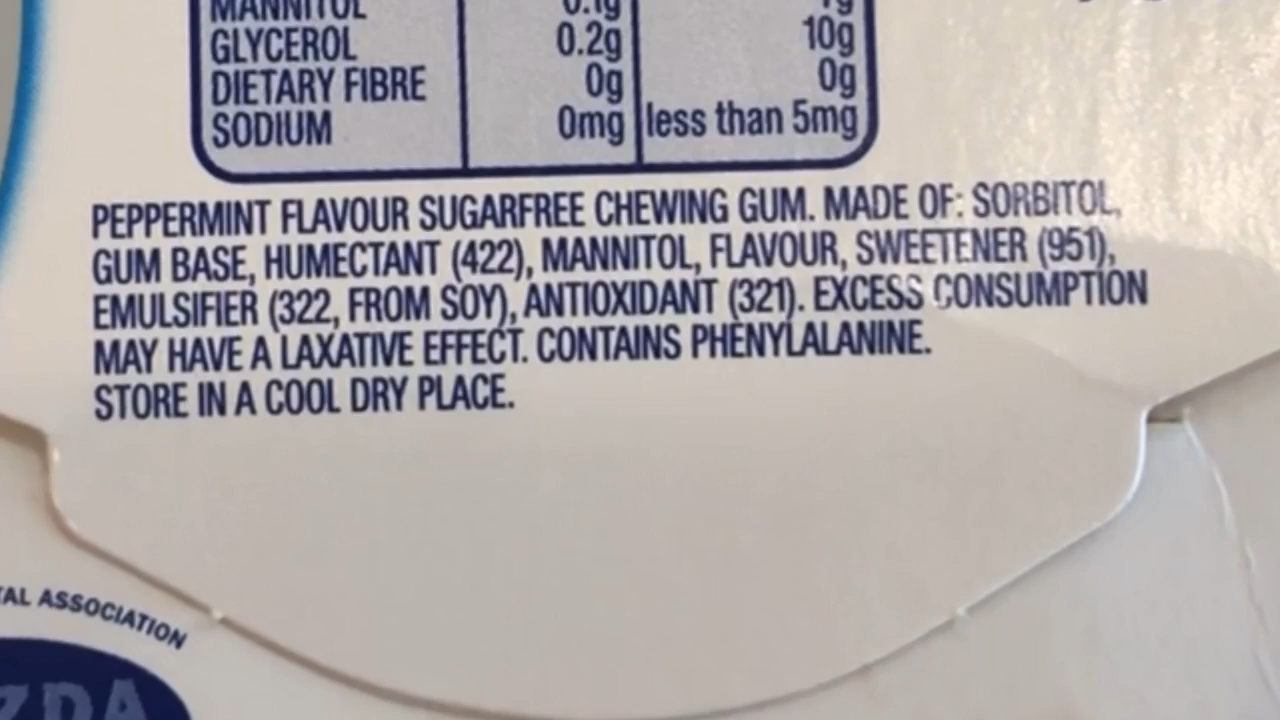 MANNITOL 0.1g 1g
GLYCEROL 0.2g 10g
DIETARY FIBRE 0g 0g
SODIUM 0mg less than 5mg
PEPPERMINT FLAVOUR SUGARFREE CHEWING GUM. MADE OF: SORBITOL,
GUM BASE, HUMECTANT (422), MANNITOL, FLAVOUR, SWEETENER (951),
EMULSIFIER (322, FROM SOY), ANTIOXIDANT (321). EXCESS CONSUMPTION
MAY HAVE A LAXATIVE EFFECT. CONTAINS PHENYLALANINE.
STORE IN A COOL DRY PLACE.
ASSOCIATION
ZDA